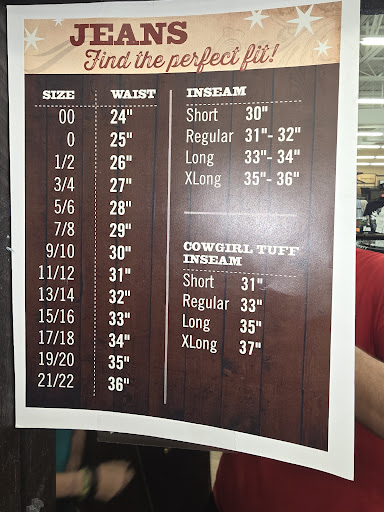 JEANS
Find the perfect fit!
SIZE WAIST
00 24"
0 25"
1/2 26"
3/4 27"
5/6 28"
7/8 29"
9/10 30"
11/12 31"
13/14 32"
15/16 33"
17/18 34"
19/20 35"
21/22 36"
INSEAM
Short 30"
Regular 31"- 32"
Long 33"- 34"
XLong 35"- 36"
COWGIRL TUFF
INSEAM
Short 31"
Regular 33"
Long 35"
XLong 37"